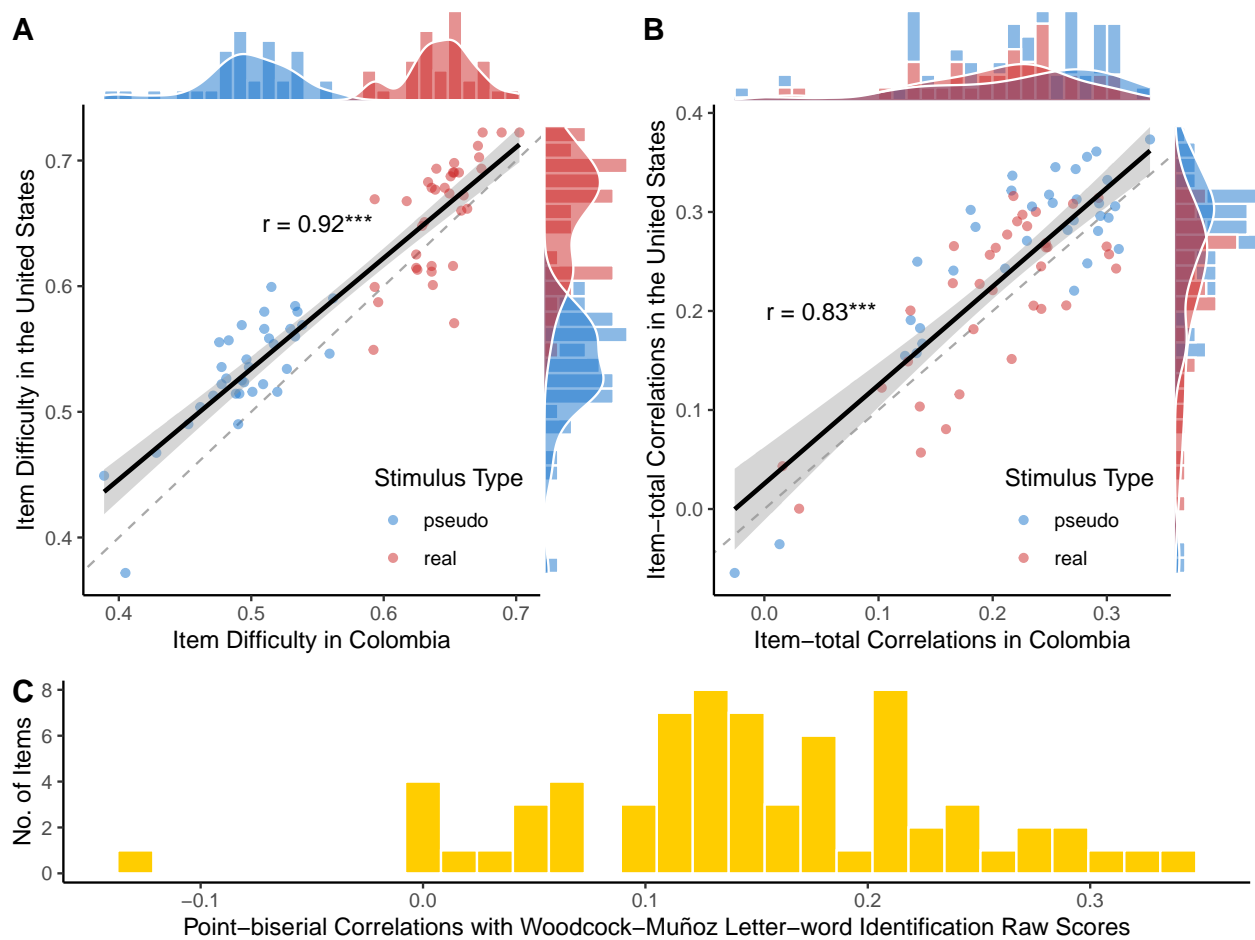 A
B
Item Difficulty in the United States
0.7
0.6
0.5
0.4
r = 0.92***
Stimulus Type
pseudo
real
0.4 0.5 0.6 0.7
Item Difficulty in Colombia
Item−total Correlations in the United States
0.4
0.3
0.2
0.1
0.0
r = 0.83***
Stimulus Type
pseudo
real
0.0 0.1 0.2 0.3
Item−total Correlations in Colombia
C
No. of Items
8
6
4
2
0
−0.1 0.0 0.1 0.2 0.3
Point−biserial Correlations with Woodcock−Muñoz Letter−word Identification Raw Scores